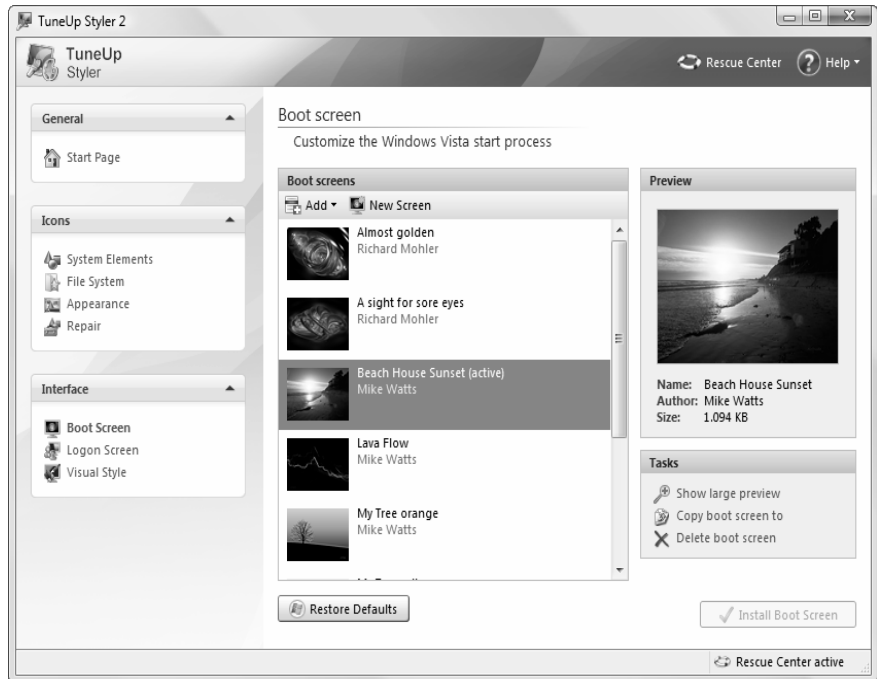 TuneUp Styler 2
TuneUp
Styler
Rescue Center
Help
General
Start Page
Icons
System Elements
File System
Appearance
Repair
Interface
Boot Screen
Logon Screen
Visual Style
Boot screen
Customize the Windows Vista start process
Boot screens
Add
New Screen
Almost golden
Richard Mohler
A sight for sore eyes
Richard Mohler
Beach House Sunset (active)
Mike Watts
Lava Flow
Mike Watts
My Tree orange
Mike Watts
Restore Defaults
Preview
Name: Beach House Sunset
Author: Mike Watts
Size: 1.094 KB
Tasks
Show large preview
Copy boot screen to
Delete boot screen
Install Boot Screen
Rescue Center active